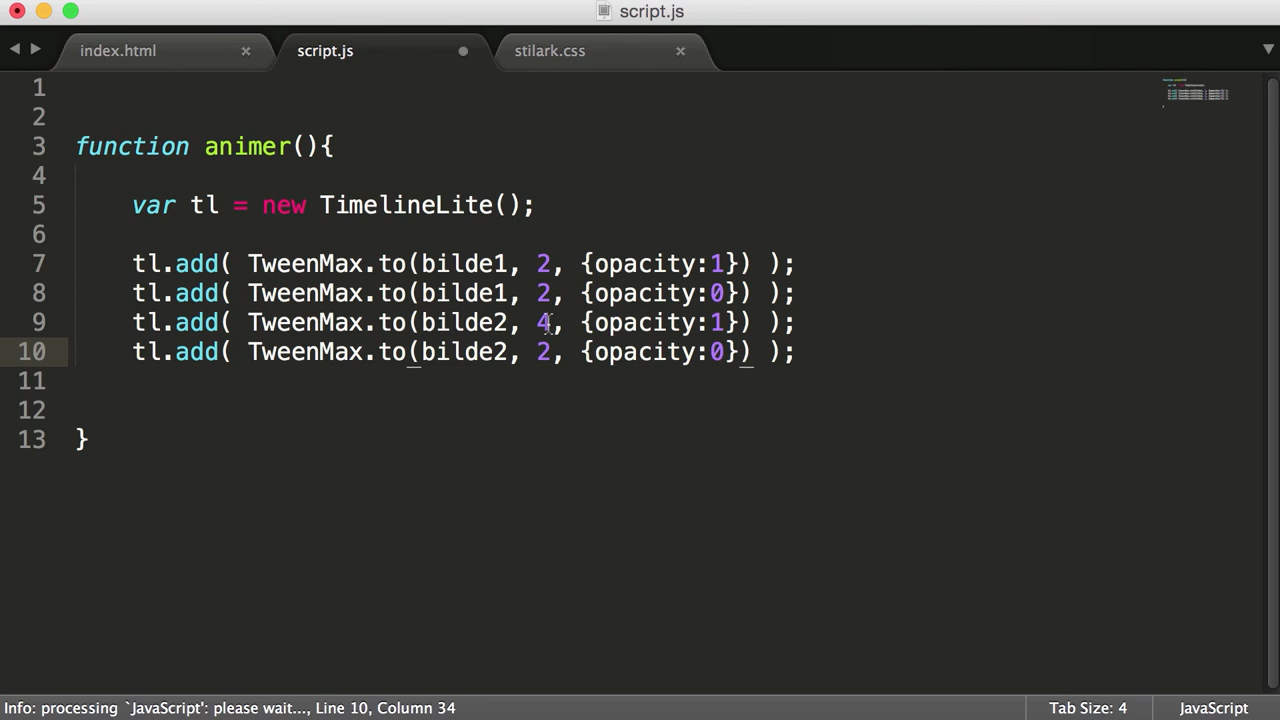 script.js
index.html × script.js stilark.css ×
1
2
3 function animer(){
4
5 var tl = new TimelineLite();
6
7 tl.add( TweenMax.to(bilde1, 2, {opacity:1}) );
8 tl.add( TweenMax.to(bilde1, 2, {opacity:0}) );
9 tl.add( TweenMax.to(bilde2, 4, {opacity:1}) );
10 tl.add( TweenMax.to(bilde2, 2, {opacity:0}) );
11
12
13 }
Info: processing `JavaScript': please wait..., Line 10, Column 34 Tab Size: 4 JavaScript